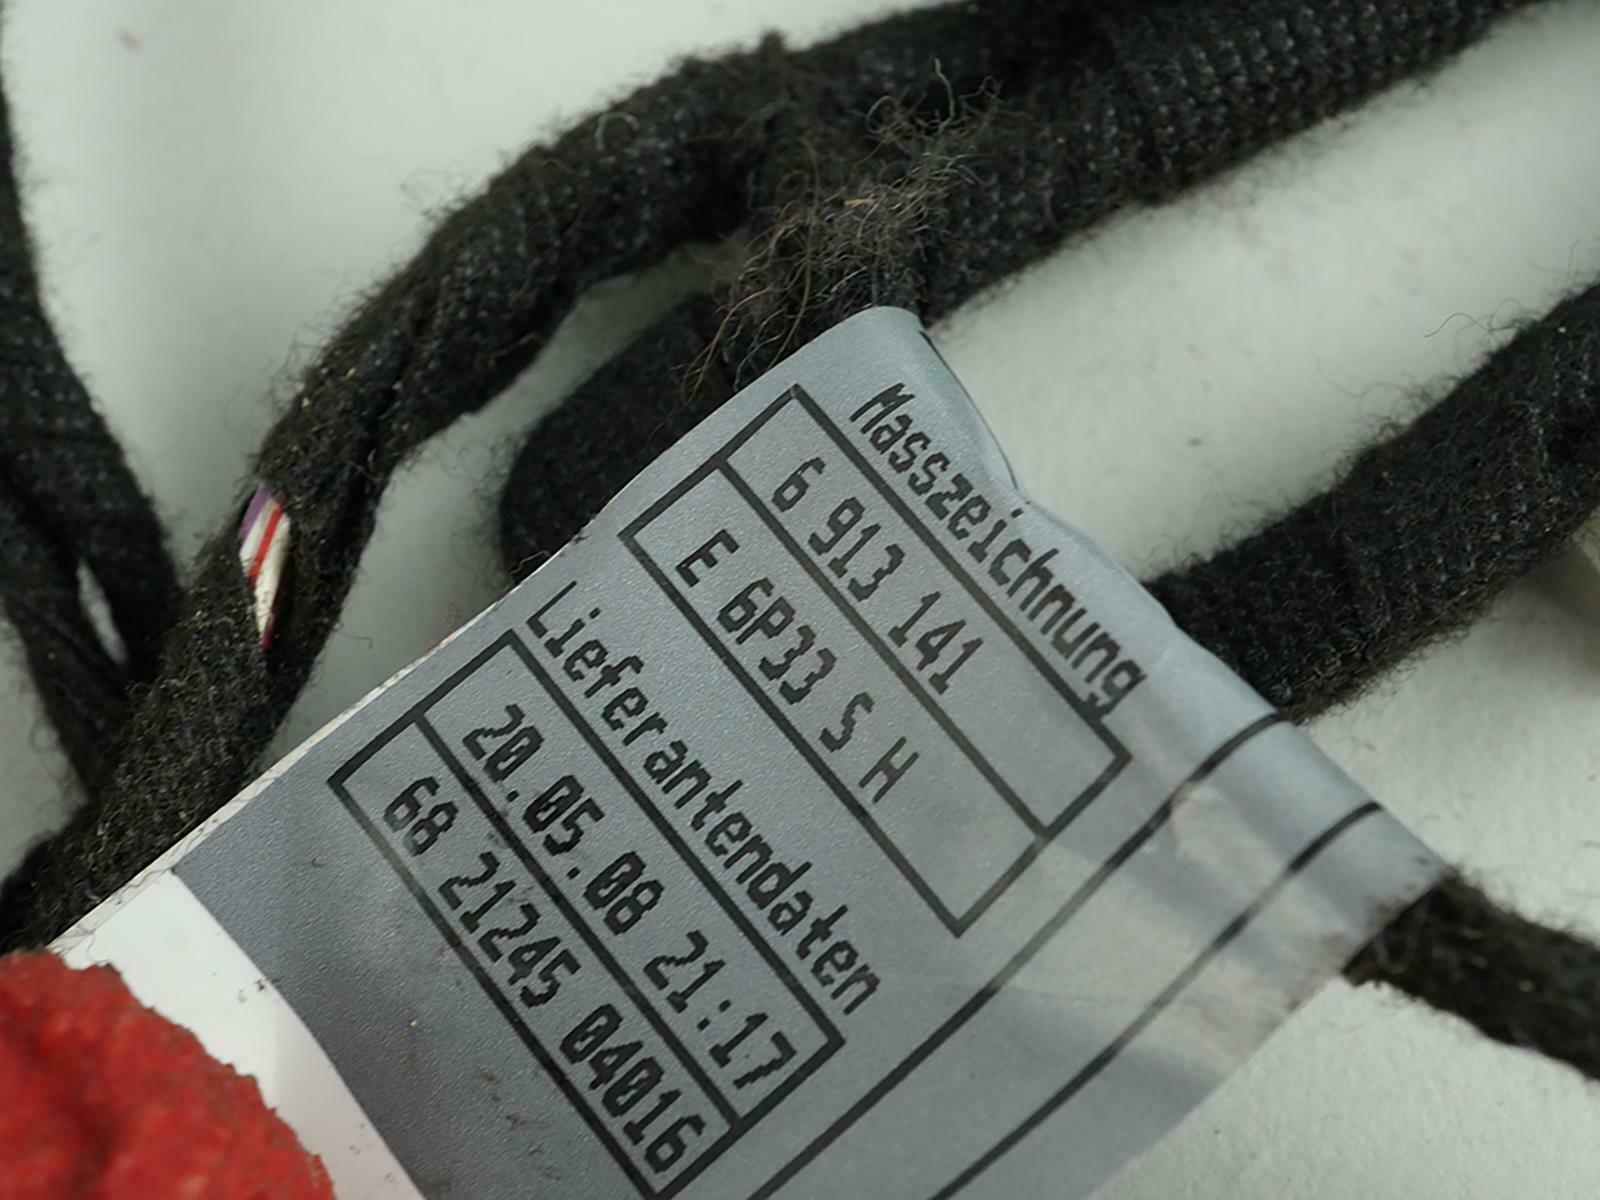 Masszeichnung
6 913 141
E 6P33 S H
Lieferantendaten
20.05.08 21:17
68 21245 04016